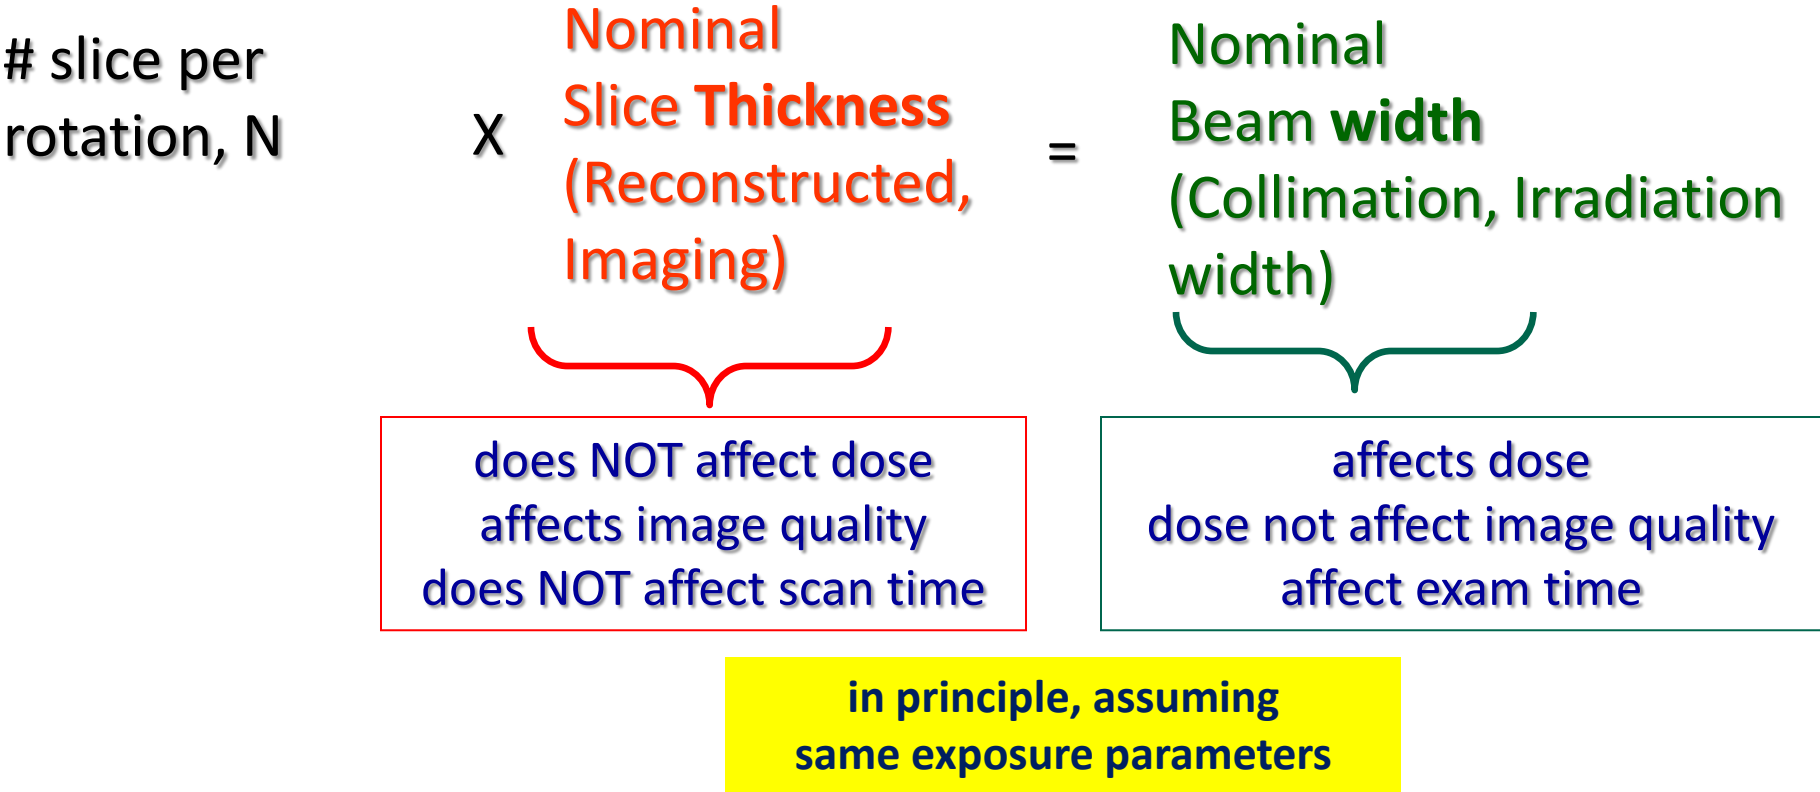 # slice per
rotation, N
X
Nominal
Slice Thickness
(Reconstructed,
Imaging)
=
Nominal
Beam width
(Collimation, Irradiation
width)
does NOT affect dose
affects image quality
does NOT affect scan time
affects dose
dose not affect image quality
affect exam time
in principle, assuming
same exposure parameters